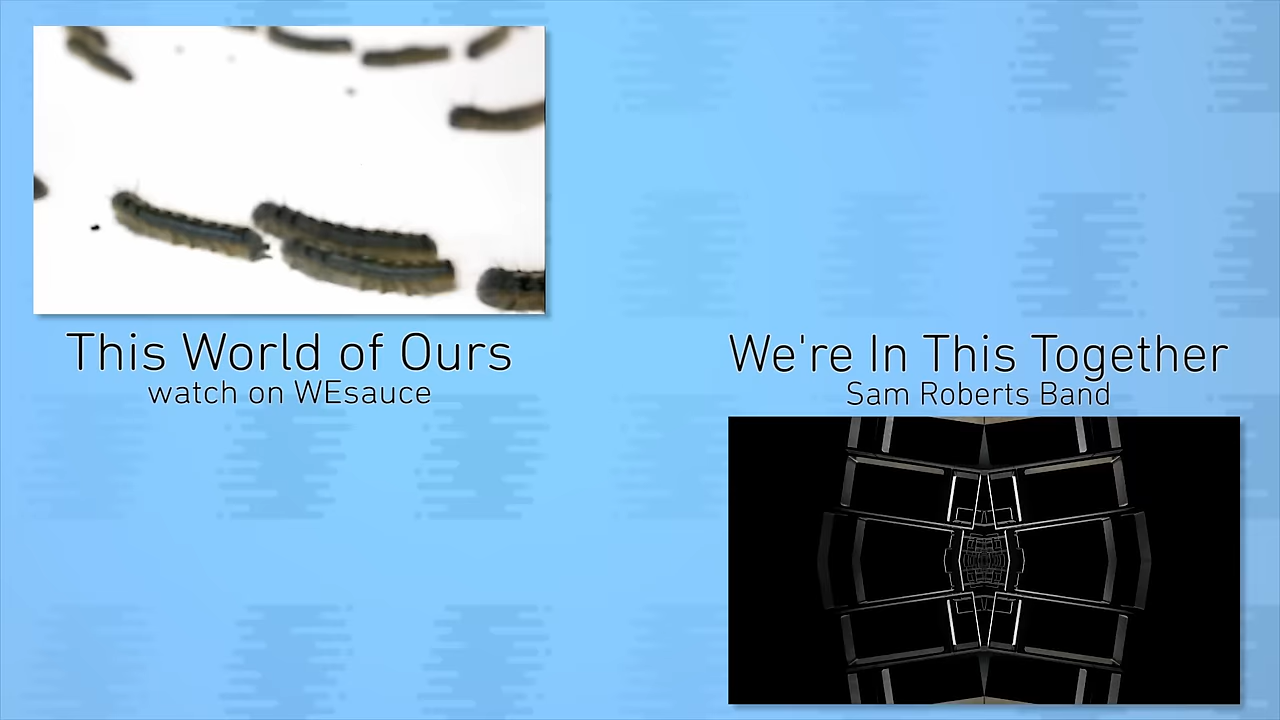 This World of Ours
watch on WEsauce
We're In This Together
Sam Roberts Band